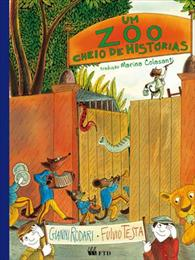 UM
ZOO
CHEIO DE HISTÓRIAS
tradução Marina Colasanti
GIANNI RODARI • FULVIO TESTA
FTD